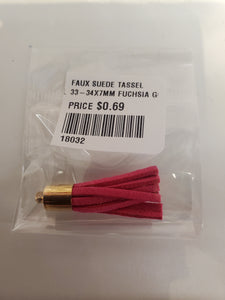 FAUX SUEDE TASSEL
33-34X7MM FUCHSIA G
PRICE $0.69
18032